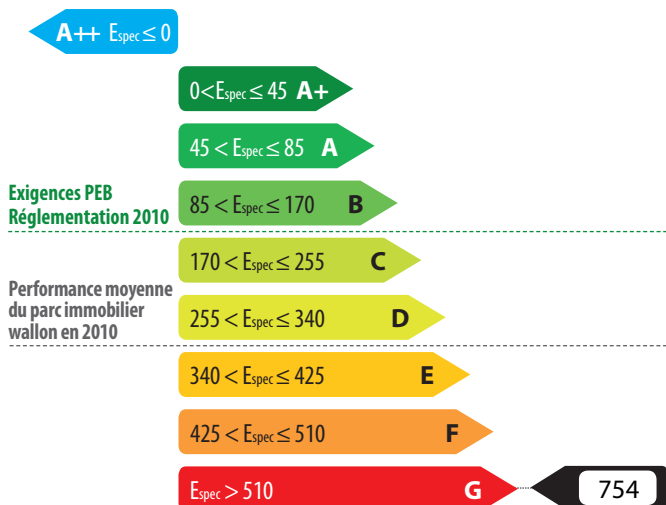 A++ Espec ≤ 0
0<Espec ≤ 45 A+
45 < Espec ≤ 85 A
Exigences PEB
Réglementation 2010
85 < Espec ≤ 170 B
170 < Espec ≤ 255 C
Performance moyenne
du parc immobilier
wallon en 2010
255 < Espec ≤ 340 D
340 < Espec ≤ 425 E
425 < Espec ≤ 510 F
Espec > 510 G
754